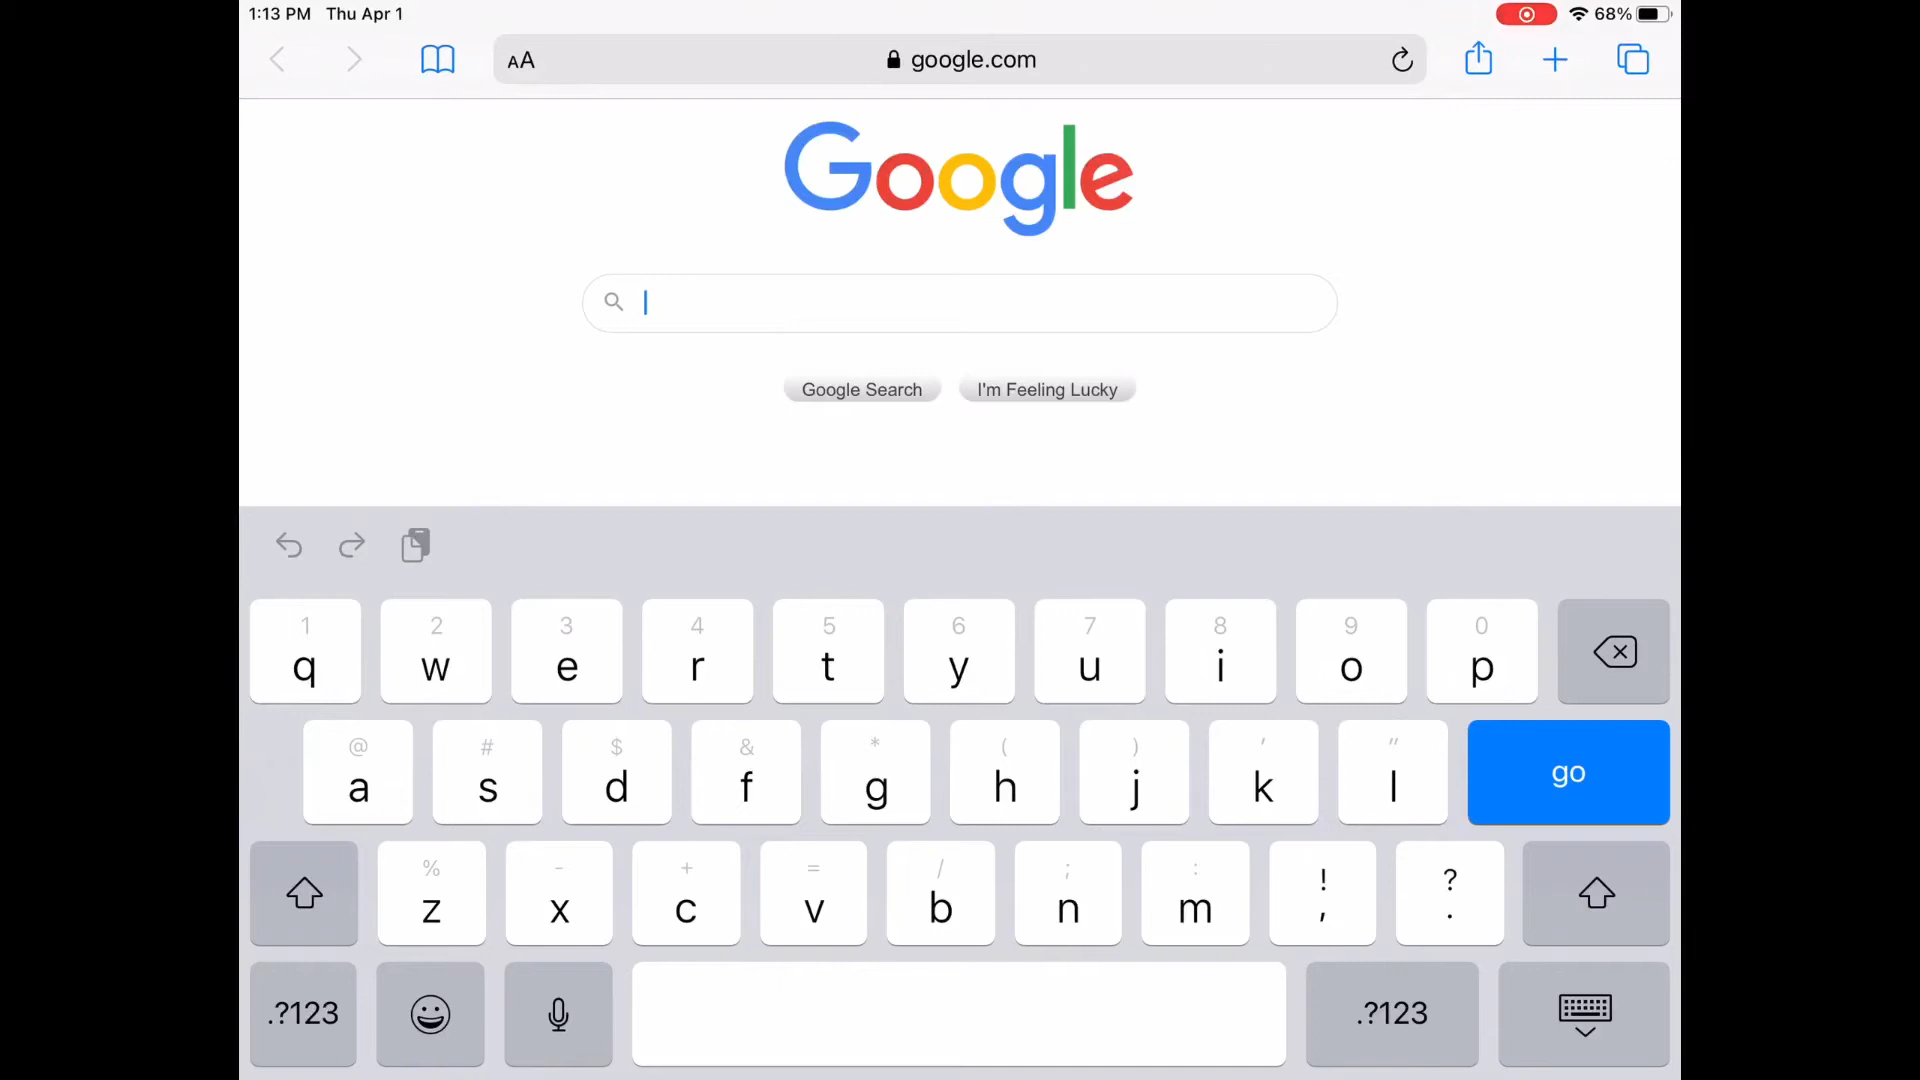 1:13 PM Thu Apr 1 68%
AA google.com
Google
Google Search I'm Feeling Lucky
1 2 3 4 5 6 7 8 9 0
q w e r t y u i o p
@ # $ & * ( ) ' "
a s d f g h j k l go
% - + = / ; : ! ?
z x c v b n m , .
.?123 .?123